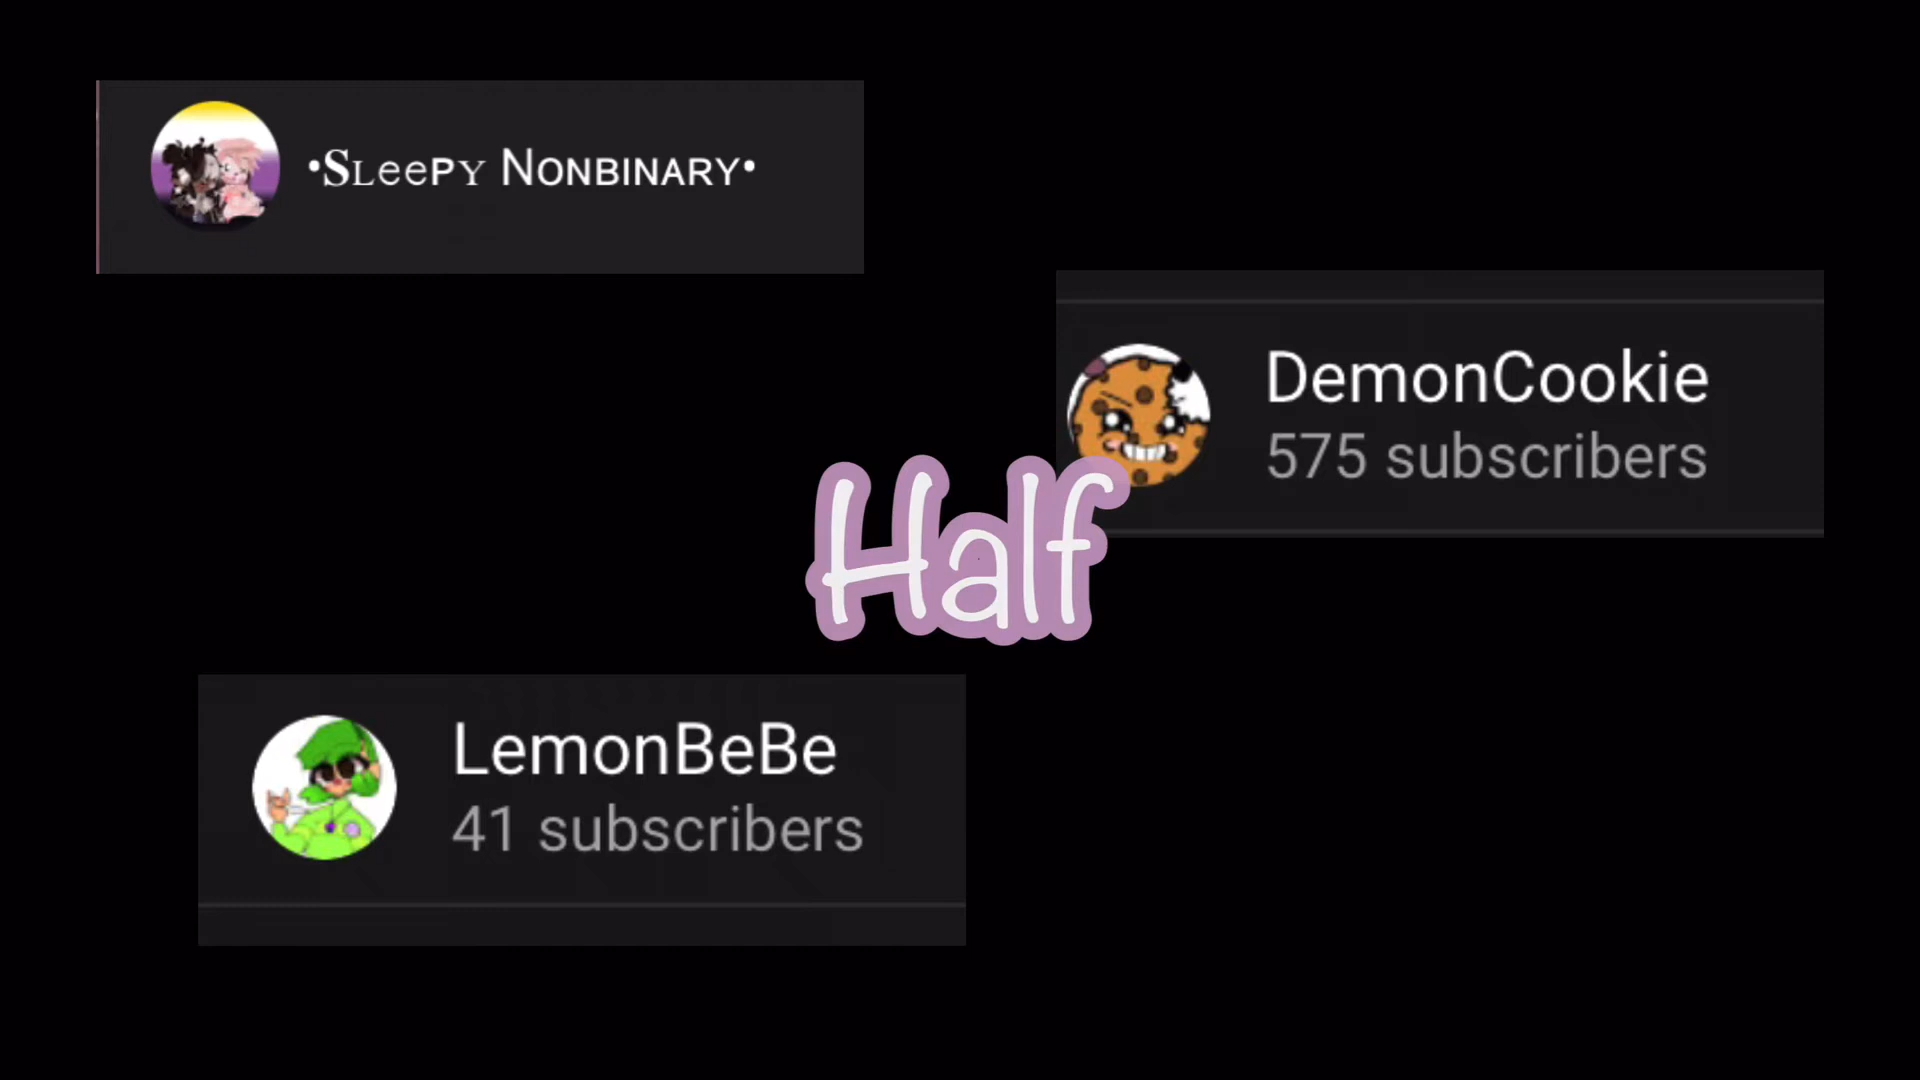 •SLeePY NONBINARY•
DemonCookie
575 subscribers
Half
LemonBeBe
41 subscribers